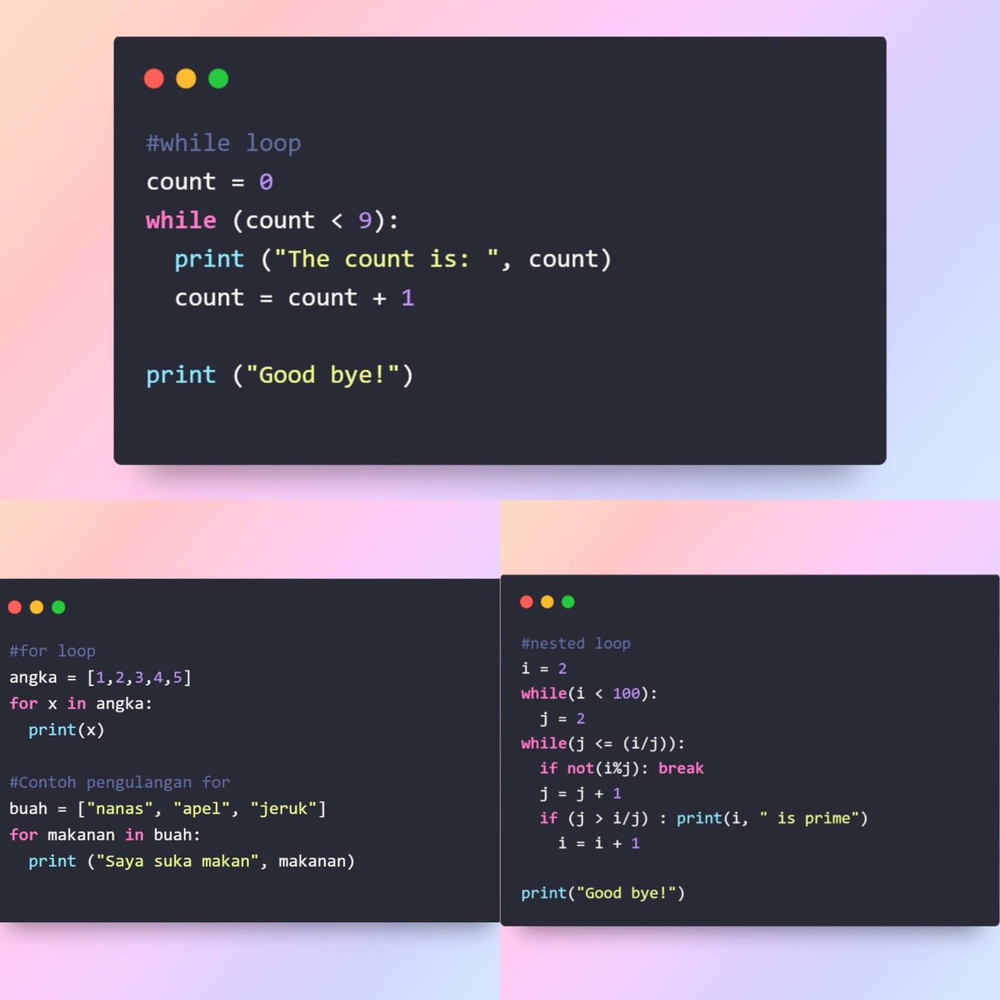 #while loop
count = 0
while (count < 9):
  print ("The count is: ", count)
  count = count + 1
print ("Good bye!")
#for loop
angka = [1,2,3,4,5]
for x in angka:
  print(x)
#Contoh pengulangan for
buah = ["nanas", "apel", "jeruk"]
for makanan in buah:
  print ("Saya suka makan", makanan)
#nested loop
i = 2
while(i < 100):
  j = 2
while(j <= (i/j)):
  if not(i%j): break
  j = j + 1
  if (j > i/j) : print(i, " is prime")
    i = i + 1
print("Good bye!")